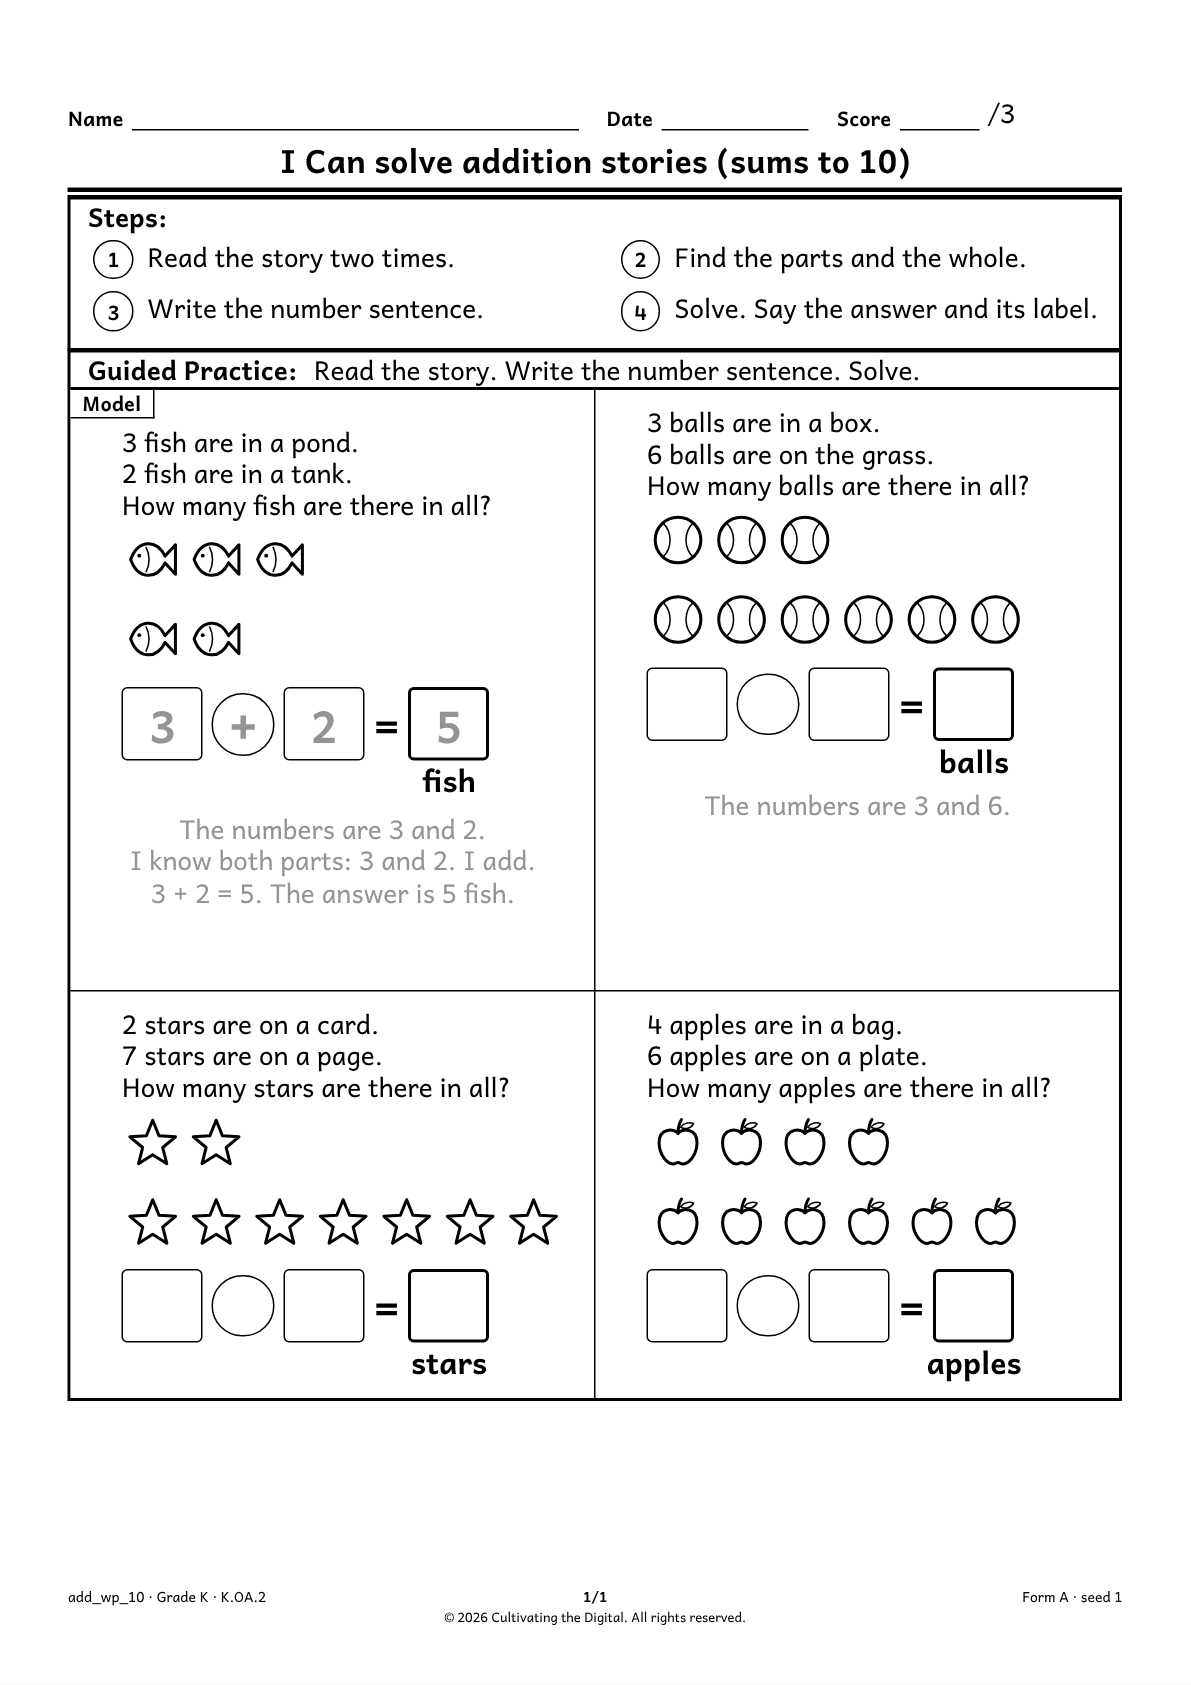 Name Date Score /3
I Can solve addition stories (sums to 10)
Steps:
1 Read the story two times.
2 Find the parts and the whole.
3 Write the number sentence.
4 Solve. Say the answer and its label.
Guided Practice: Read the story. Write the number sentence. Solve.
Model
3 fish are in a pond.
2 fish are in a tank.
How many fish are there in all?
3 + 2 = 5
fish
The numbers are 3 and 2.
I know both parts: 3 and 2. I add.
3 + 2 = 5. The answer is 5 fish.
3 balls are in a box.
6 balls are on the grass.
How many balls are there in all?
=
balls
The numbers are 3 and 6.
2 stars are on a card.
7 stars are on a page.
How many stars are there in all?
=
stars
4 apples are in a bag.
6 apples are on a plate.
How many apples are there in all?
=
apples
add_wp_10 · Grade K · K.OA.2 1/1 Form A · seed 1
© 2026 Cultivating the Digital. All rights reserved.